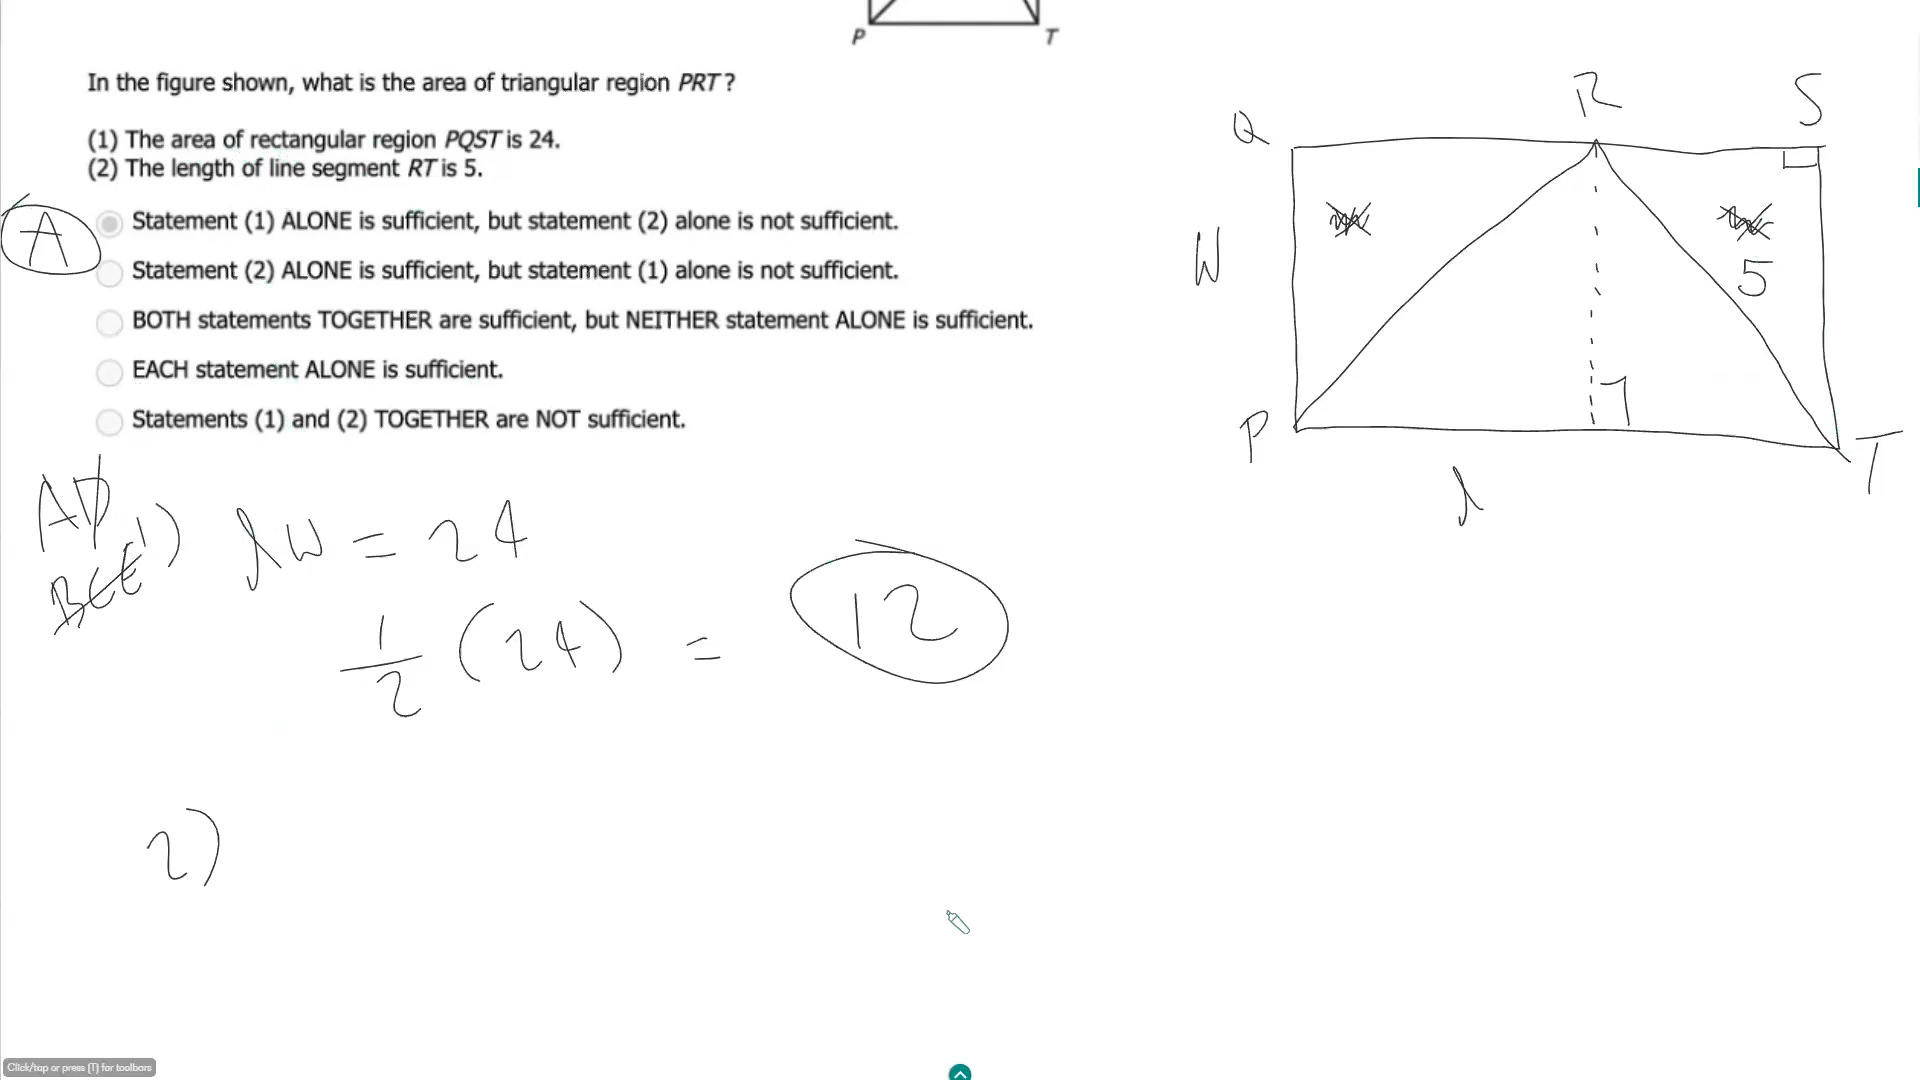 P T
In the figure shown, what is the area of triangular region PRT?
(1) The area of rectangular region PQST is 24.
(2) The length of line segment RT is 5.
A
Statement (1) ALONE is sufficient, but statement (2) alone is not sufficient.
Statement (2) ALONE is sufficient, but statement (1) alone is not sufficient.
BOTH statements TOGETHER are sufficient, but NEITHER statement ALONE is sufficient.
EACH statement ALONE is sufficient.
Statements (1) and (2) TOGETHER are NOT sufficient.
Q R S
W 5
P T
l
AD
BCE
1) lw = 24
1/2 (24) = 12
2)
Click/tap or press [T] for toolbars